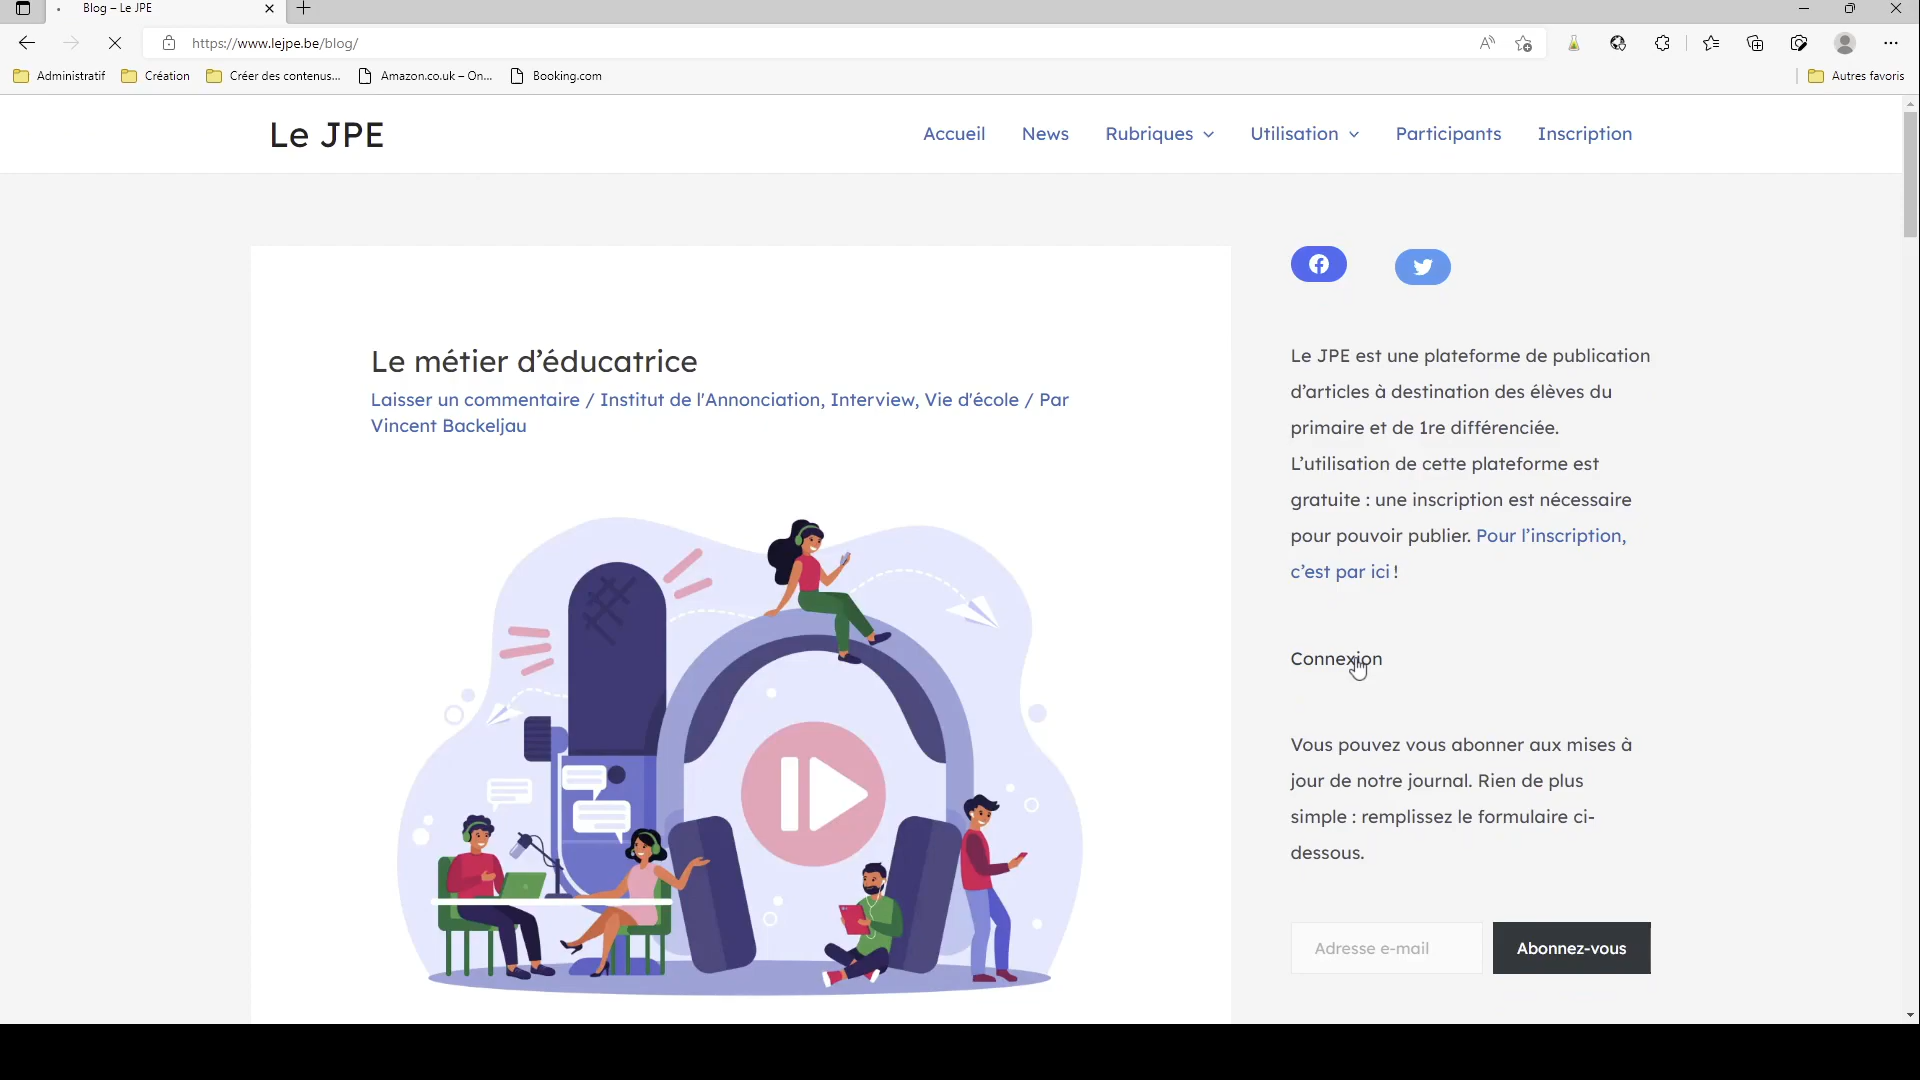 Blog – Le JPE
https://www.lejpe.be/blog/
Administratif
Création
Créer des contenus...
Amazon.co.uk – On...
Booking.com
Autres favoris
Le JPE
Accueil
News
Rubriques
Utilisation
Participants
Inscription
Le métier d’éducatrice
Laisser un commentaire / Institut de l'Annonciation, Interview, Vie d'école / Par
Vincent Backeljau
Le JPE est une plateforme de publication
d’articles à destination des élèves du
primaire et de 1re différenciée.
L’utilisation de cette plateforme est
gratuite : une inscription est nécessaire
pour pouvoir publier. Pour l’inscription,
c’est par ici !
Connexion
Vous pouvez vous abonner aux mises à
jour de notre journal. Rien de plus
simple : remplissez le formulaire ci-
dessous.
Adresse e-mail
Abonnez-vous